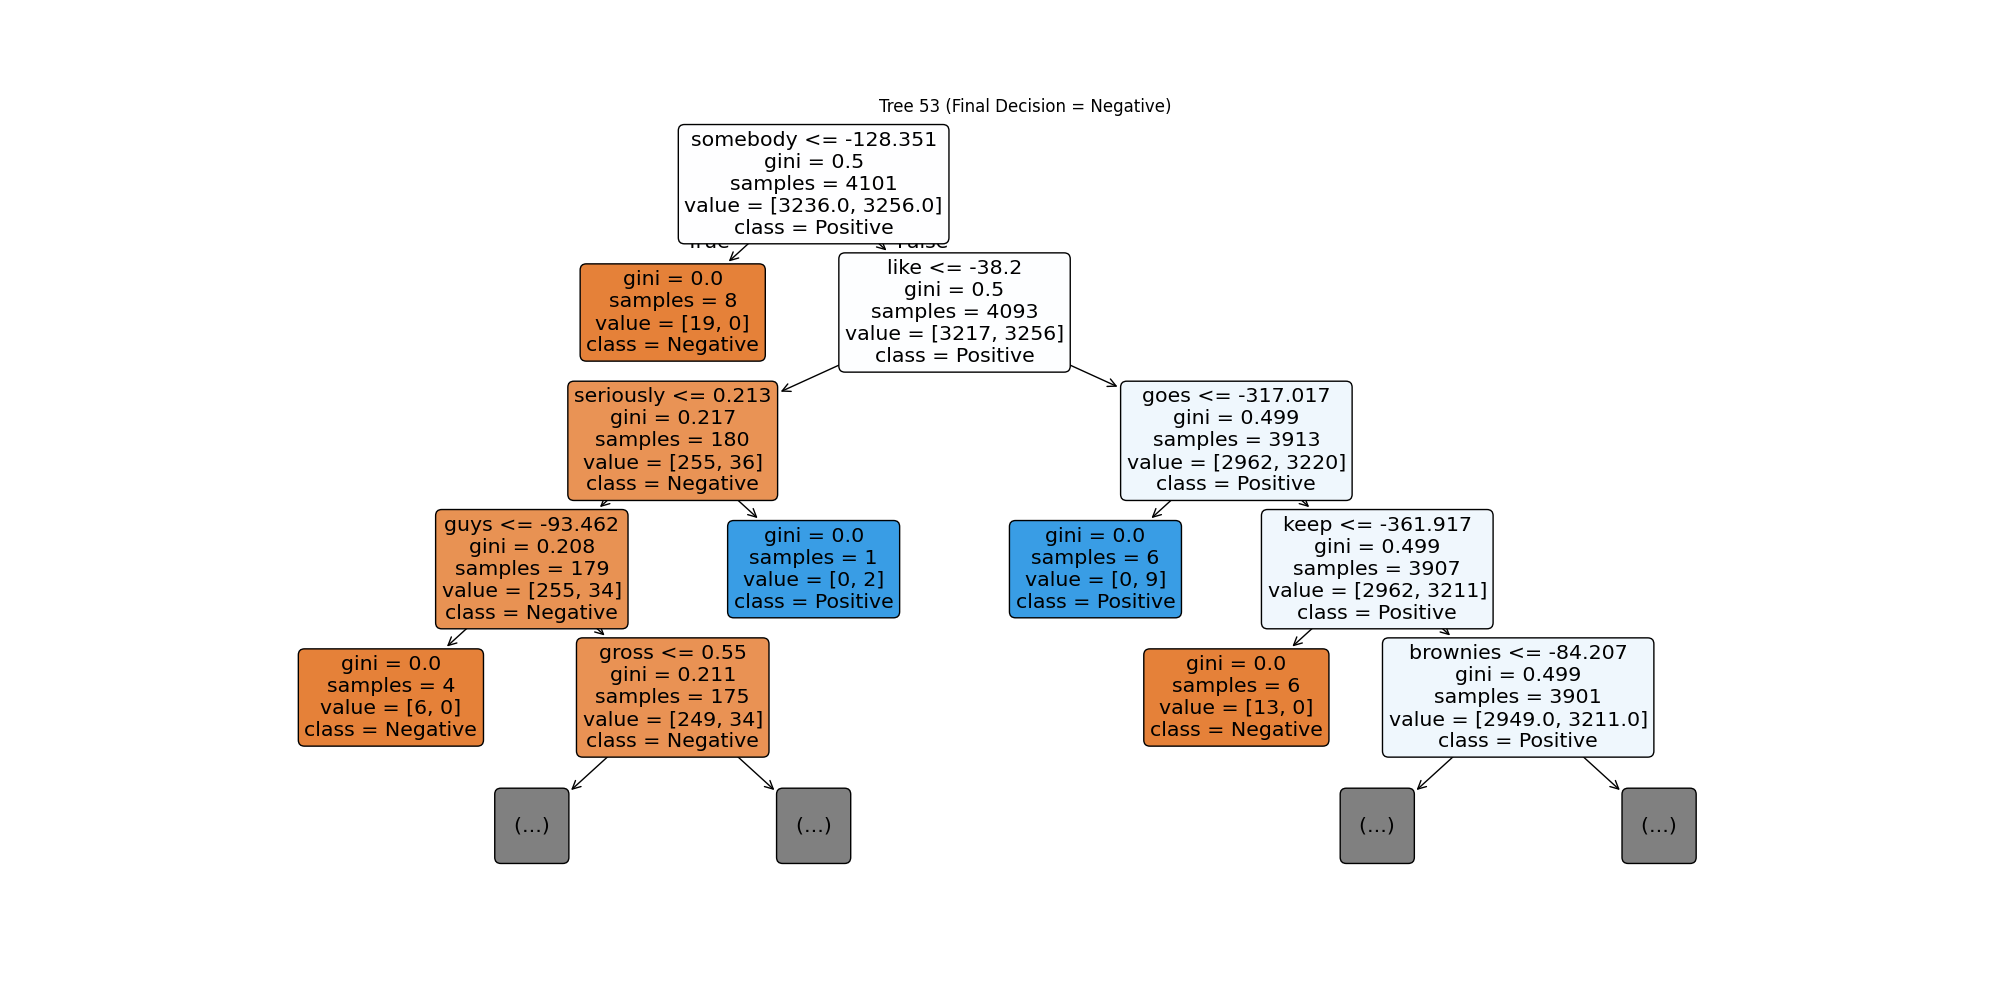 Tree 53 (Final Decision = Negative)
somebody <= -128.351
gini = 0.5
samples = 4101
value = [3236.0, 3256.0]
class = Positive
True
False
gini = 0.0
samples = 8
value = [19, 0]
class = Negative
like <= -38.2
gini = 0.5
samples = 4093
value = [3217, 3256]
class = Positive
seriously <= 0.213
gini = 0.217
samples = 180
value = [255, 36]
class = Negative
goes <= -317.017
gini = 0.499
samples = 3913
value = [2962, 3220]
class = Positive
guys <= -93.462
gini = 0.208
samples = 179
value = [255, 34]
class = Negative
gini = 0.0
samples = 1
value = [0, 2]
class = Positive
gini = 0.0
samples = 6
value = [0, 9]
class = Positive
keep <= -361.917
gini = 0.499
samples = 3907
value = [2962, 3211]
class = Positive
gini = 0.0
samples = 4
value = [6, 0]
class = Negative
gross <= 0.55
gini = 0.211
samples = 175
value = [249, 34]
class = Negative
gini = 0.0
samples = 6
value = [13, 0]
class = Negative
brownies <= -84.207
gini = 0.499
samples = 3901
value = [2949.0, 3211.0]
class = Positive
(...)
(...)
(...)
(...)